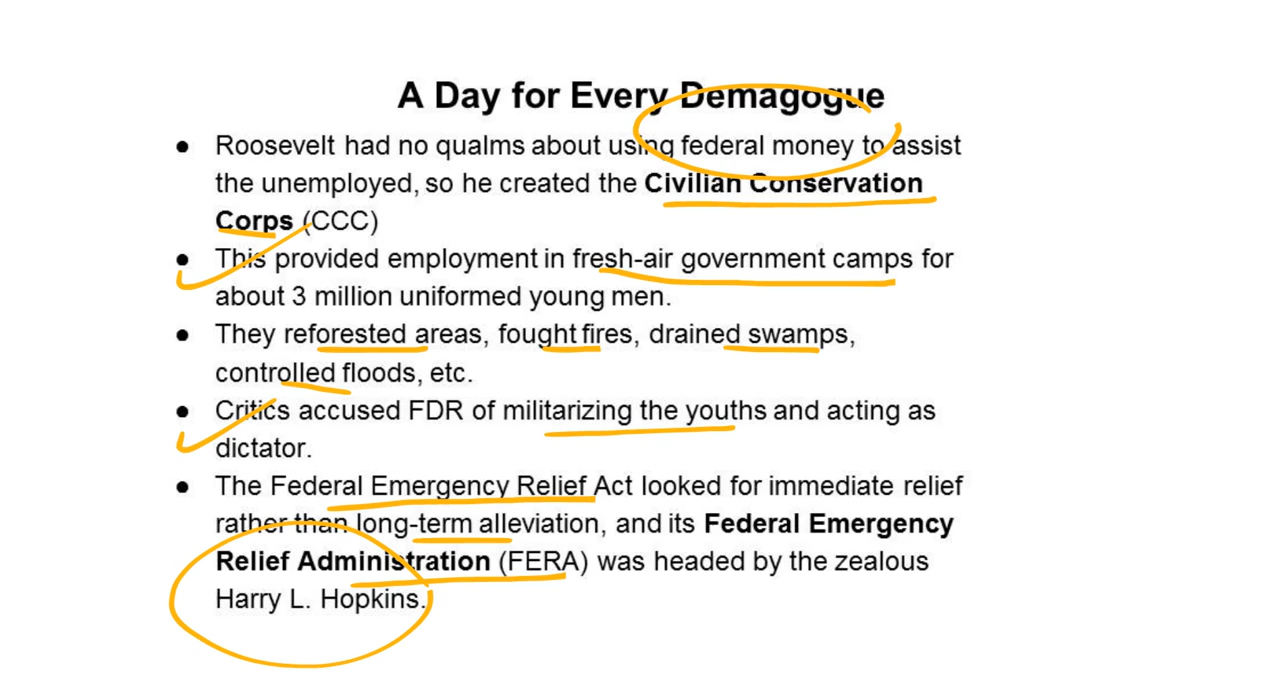 A Day for Every Demagogue
● Roosevelt had no qualms about using federal money to assist
the unemployed, so he created the Civilian Conservation
Corps (CCC)
● This provided employment in fresh-air government camps for
about 3 million uniformed young men.
● They reforested areas, fought fires, drained swamps,
controlled floods, etc.
● Critics accused FDR of militarizing the youths and acting as
dictator.
● The Federal Emergency Relief Act looked for immediate relief
rather than long-term alleviation, and its Federal Emergency
Relief Administration (FERA) was headed by the zealous
Harry L. Hopkins.